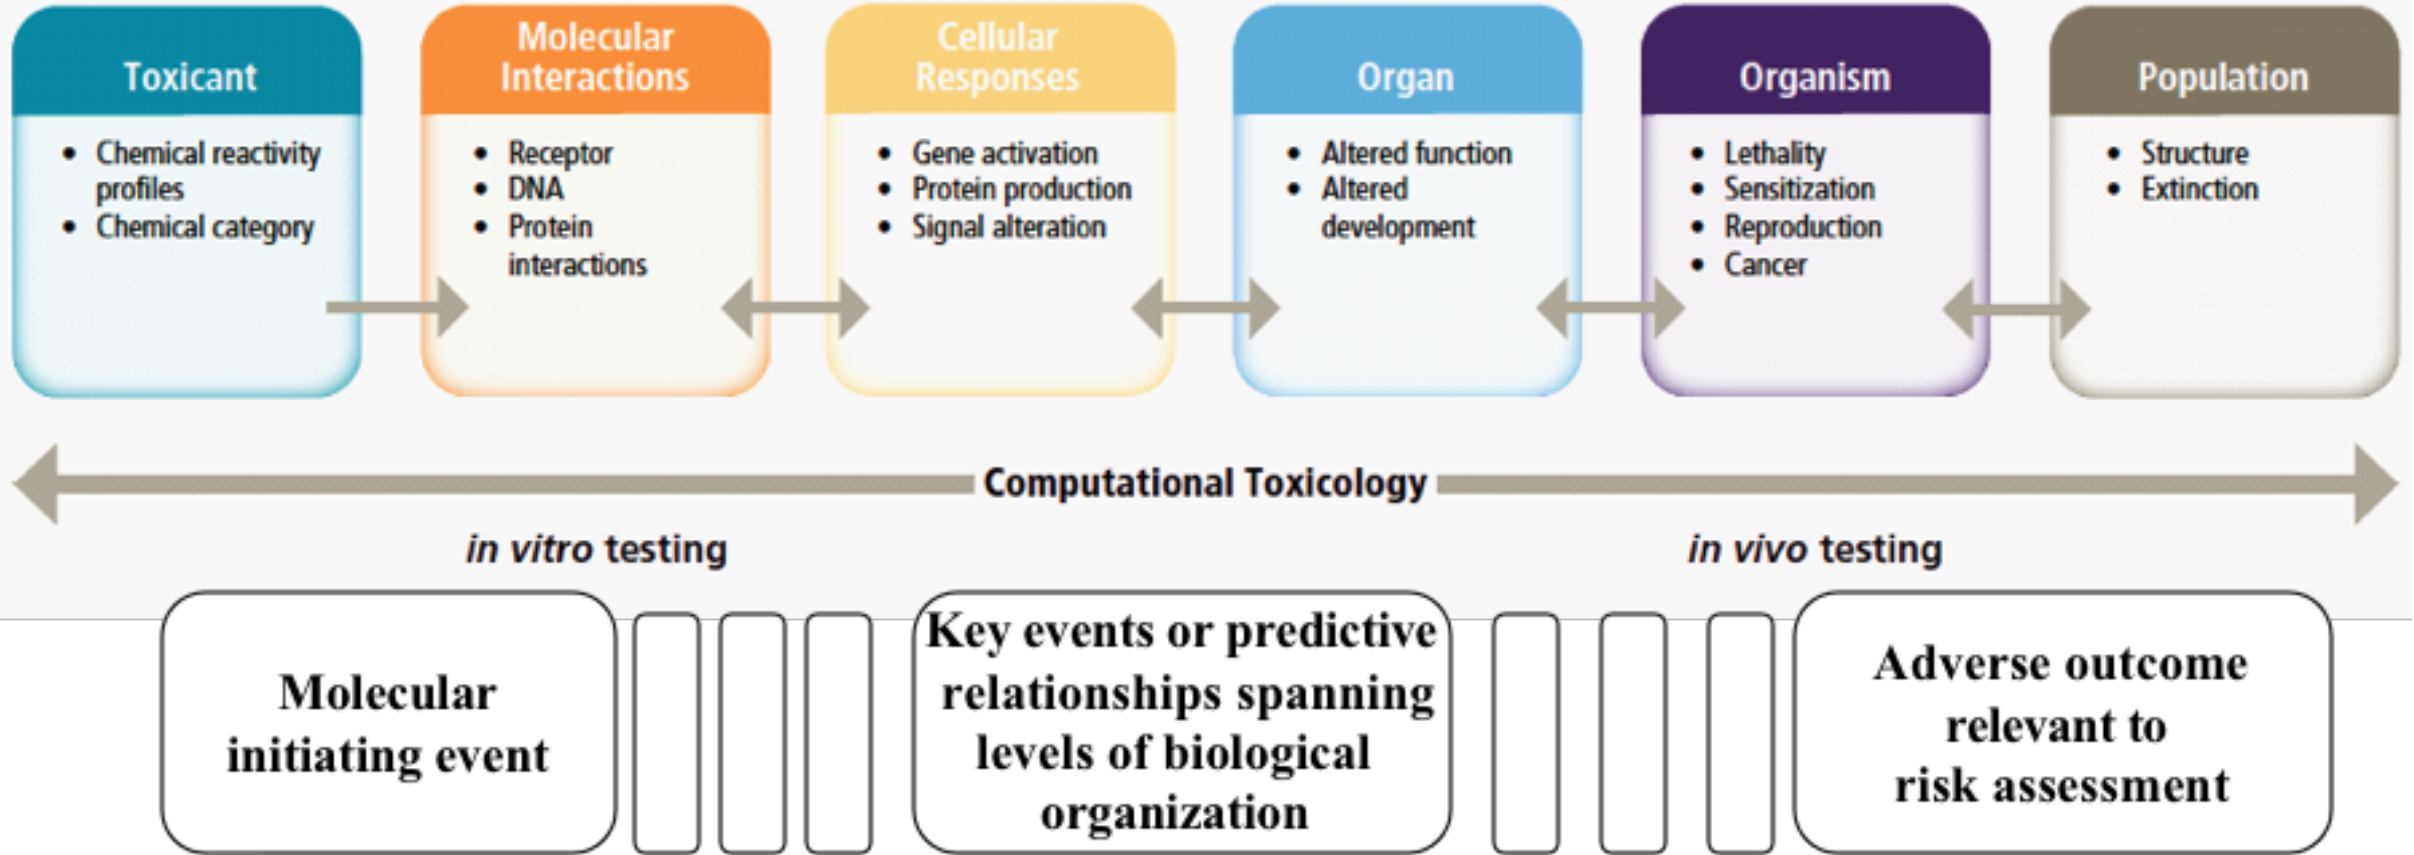 Toxicant
• Chemical reactivity
profiles
• Chemical category
Molecular
Interactions
• Receptor
• DNA
• Protein
interactions
Cellular
Responses
• Gene activation
• Protein production
• Signal alteration
Organ
• Altered function
• Altered
development
Organism
• Lethality
• Sensitization
• Reproduction
• Cancer
Population
• Structure
• Extinction
Computational Toxicology
in vitro testing
in vivo testing
Molecular
initiating event
Key events or predictive
relationships spanning
levels of biological
organization
Adverse outcome
relevant to
risk assessment